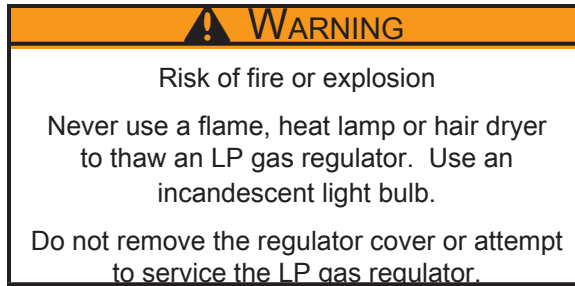 WARNING
Risk of fire or explosion
Never use a flame, heat lamp or hair dryer
to thaw an LP gas regulator.  Use an
incandescent light bulb.
Do not remove the regulator cover or attempt
to service the LP gas regulator.